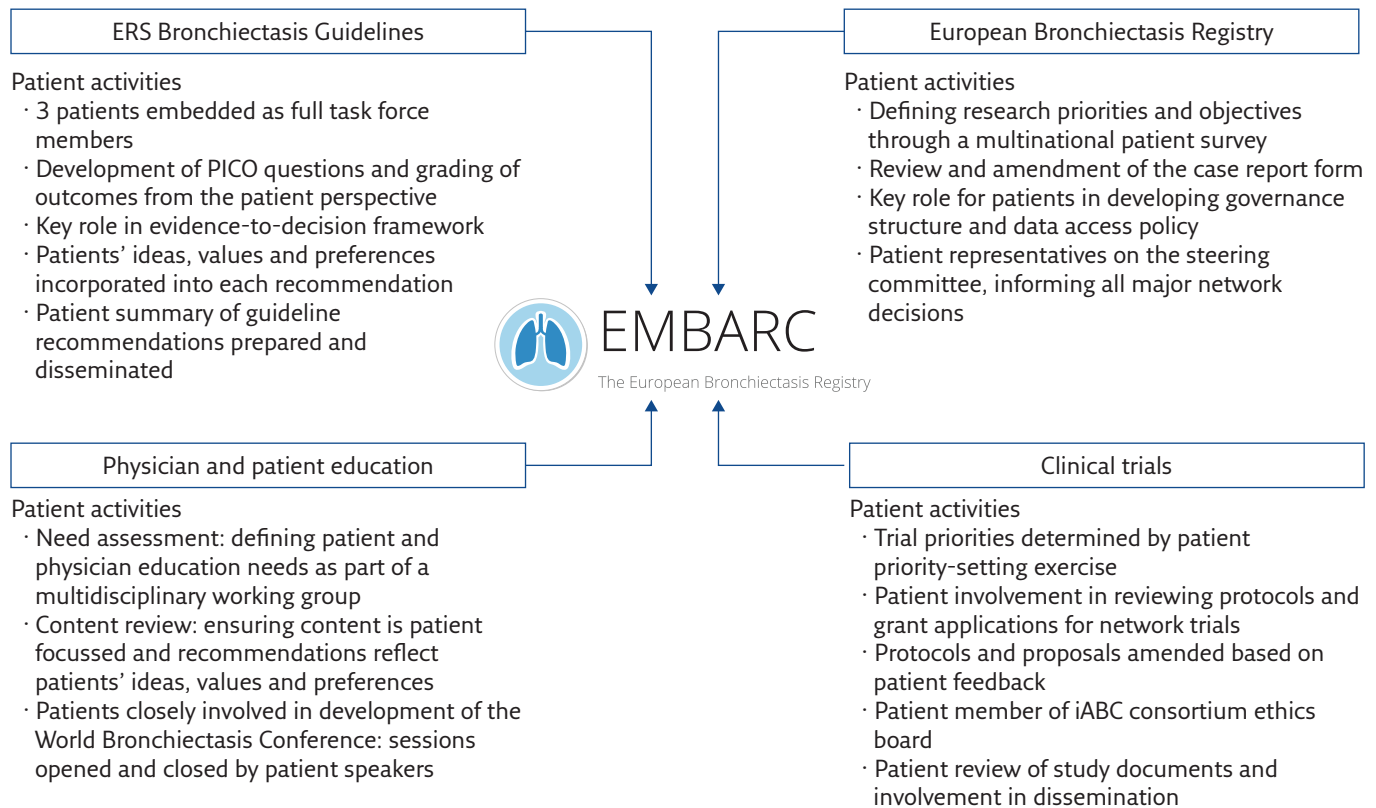 ERS Bronchiectasis Guidelines
Patient activities
· 3 patients embedded as full task force
members
· Development of PICO questions and grading of
outcomes from the patient perspective
· Key role in evidence-to-decision framework
· Patients’ ideas, values and preferences
incorporated into each recommendation
· Patient summary of guideline
recommendations prepared and
disseminated
European Bronchiectasis Registry
Patient activities
· Defining research priorities and objectives
through a multinational patient survey
· Review and amendment of the case report form
· Key role for patients in developing governance
structure and data access policy
· Patient representatives on the steering
committee, informing all major network
decisions
EMBARC
The European Bronchiectasis Registry
Physician and patient education
Patient activities
· Need assessment: defining patient and
physician education needs as part of a
multidisciplinary working group
· Content review: ensuring content is patient
focussed and recommendations reflect
patients’ ideas, values and preferences
· Patients closely involved in development of the
World Bronchiectasis Conference: sessions
opened and closed by patient speakers
Clinical trials
Patient activities
· Trial priorities determined by patient
priority-setting exercise
· Patient involvement in reviewing protocols and
grant applications for network trials
· Protocols and proposals amended based on
patient feedback
· Patient member of iABC consortium ethics
board
· Patient review of study documents and
involvement in dissemination